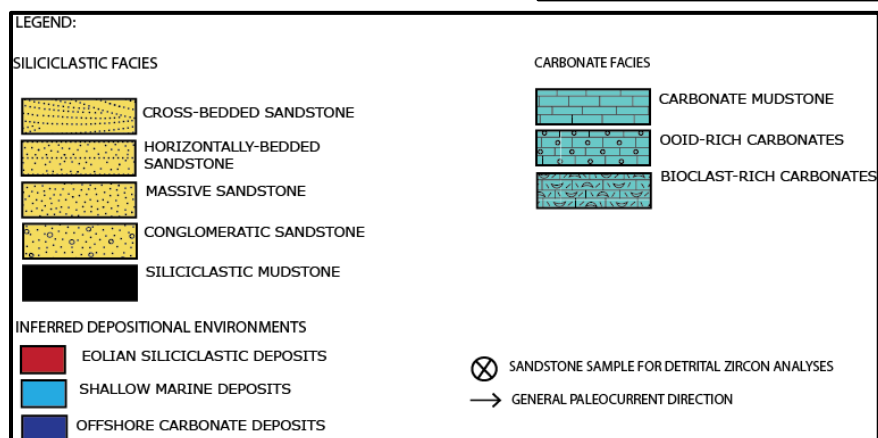 LEGEND:
SILICICLASTIC FACIES
CROSS-BEDDED SANDSTONE
HORIZONTALLY-BEDDED
SANDSTONE
MASSIVE SANDSTONE
CONGLOMERATIC SANDSTONE
SILICICLASTIC MUDSTONE
CARBONATE FACIES
CARBONATE MUDSTONE
OOID-RICH CARBONATES
BIOCLAST-RICH CARBONATES
INFERRED DEPOSITIONAL ENVIRONMENTS
EOLIAN SILICICLASTIC DEPOSITS
SHALLOW MARINE DEPOSITS
OFFSHORE CARBONATE DEPOSITS
SANDSTONE SAMPLE FOR DETRITAL ZIRCON ANALYSES
GENERAL PALEOCURRENT DIRECTION